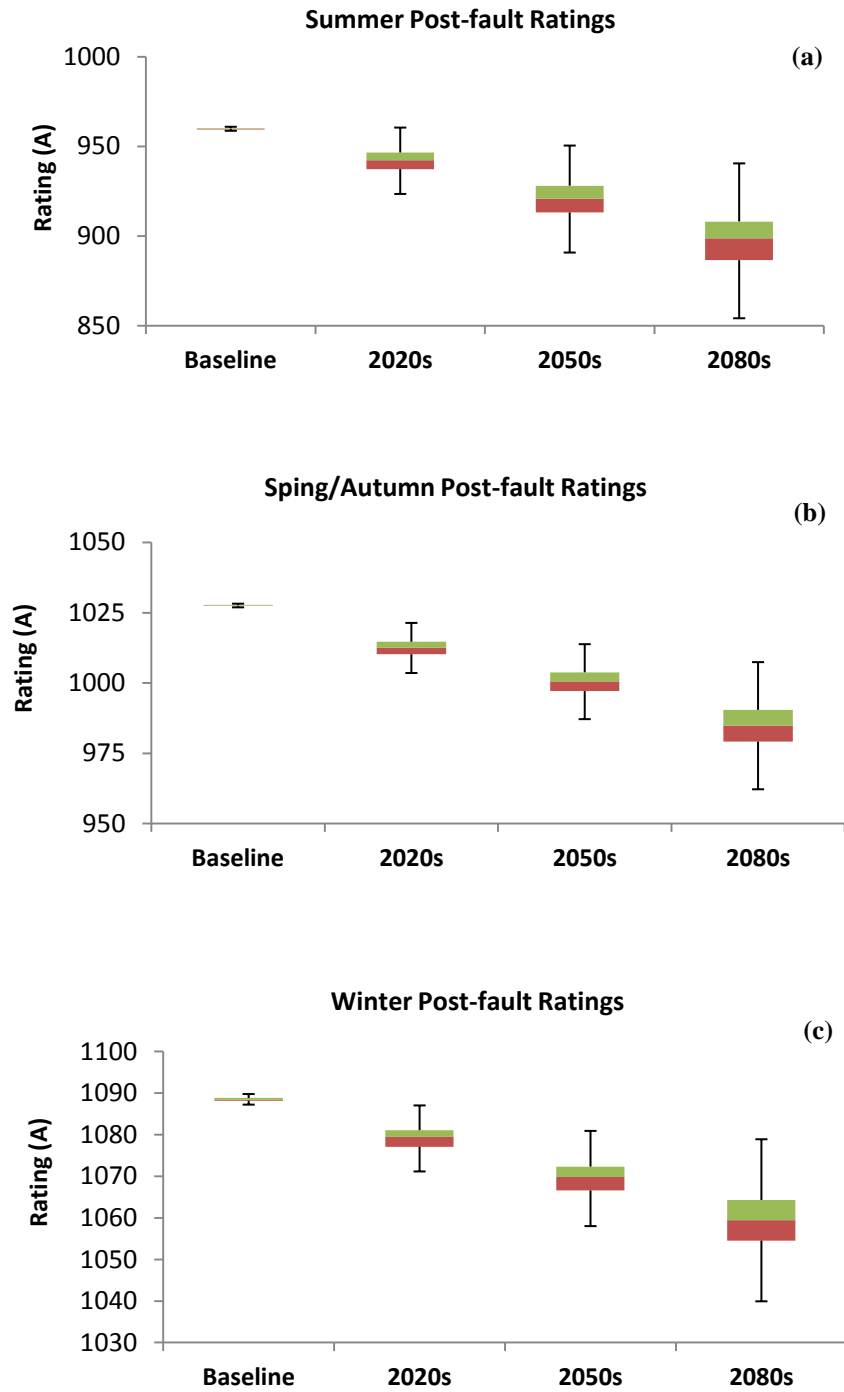 Summer Post-fault Ratings
(a)
1000
950
900
850
Rating (A)
Baseline 2020s 2050s 2080s
Sping/Autumn Post-fault Ratings
(b)
1050
1025
1000
975
950
Rating (A)
Baseline 2020s 2050s 2080s
Winter Post-fault Ratings
(c)
1100
1090
1080
1070
1060
1050
1040
1030
Rating (A)
Baseline 2020s 2050s 2080s